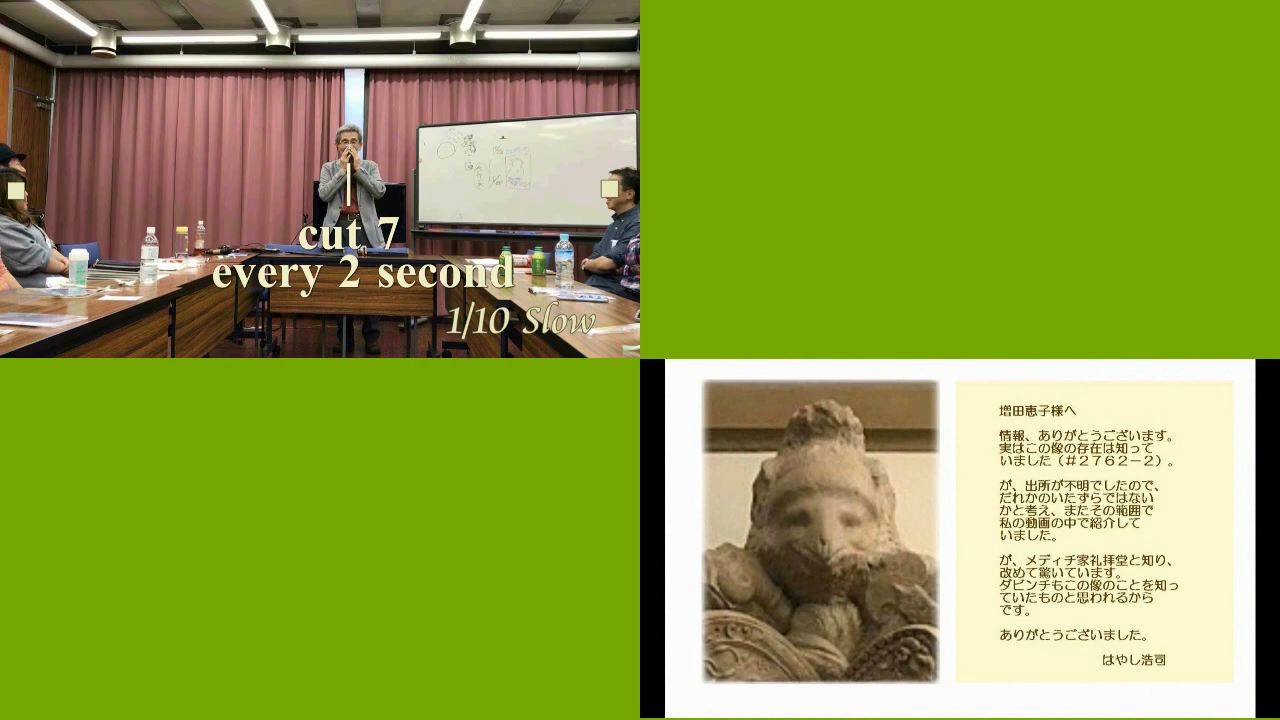 cut 7
every 2 second
1/10 Slow
増田恵子様へ
情報、ありがとうございます。
実はこの像の存在は知って
いました（＃２７６２－２）。
が、出所が不明でしたので、
だれかのいたずらではない
かと考え、またその範囲で
私の動画の中で紹介して
いました。
が、メディチ家礼拝堂と知り、
改めて驚いています。
ダビンチもこの像のことを知っ
ていたものと思われるから
です。
ありがとうございました。
はやし浩司